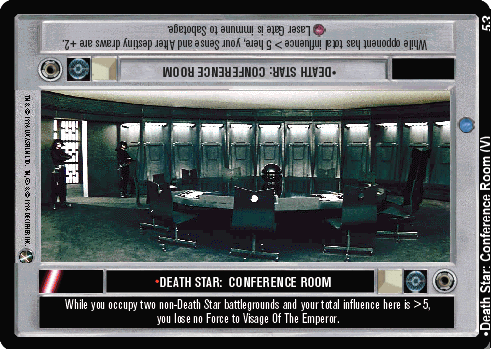 While opponent has total influence > 5 here, your Sense and Alter destiny draws are +2.
Laser Gate is immune to Sabotage.
•DEATH STAR: CONFERENCE ROOM
•DEATH STAR: CONFERENCE ROOM
While you occupy two non-Death Star battlegrounds and your total influence here is > 5,
you lose no Force to Visage Of The Emperor.
•Death Star: Conference Room (V)